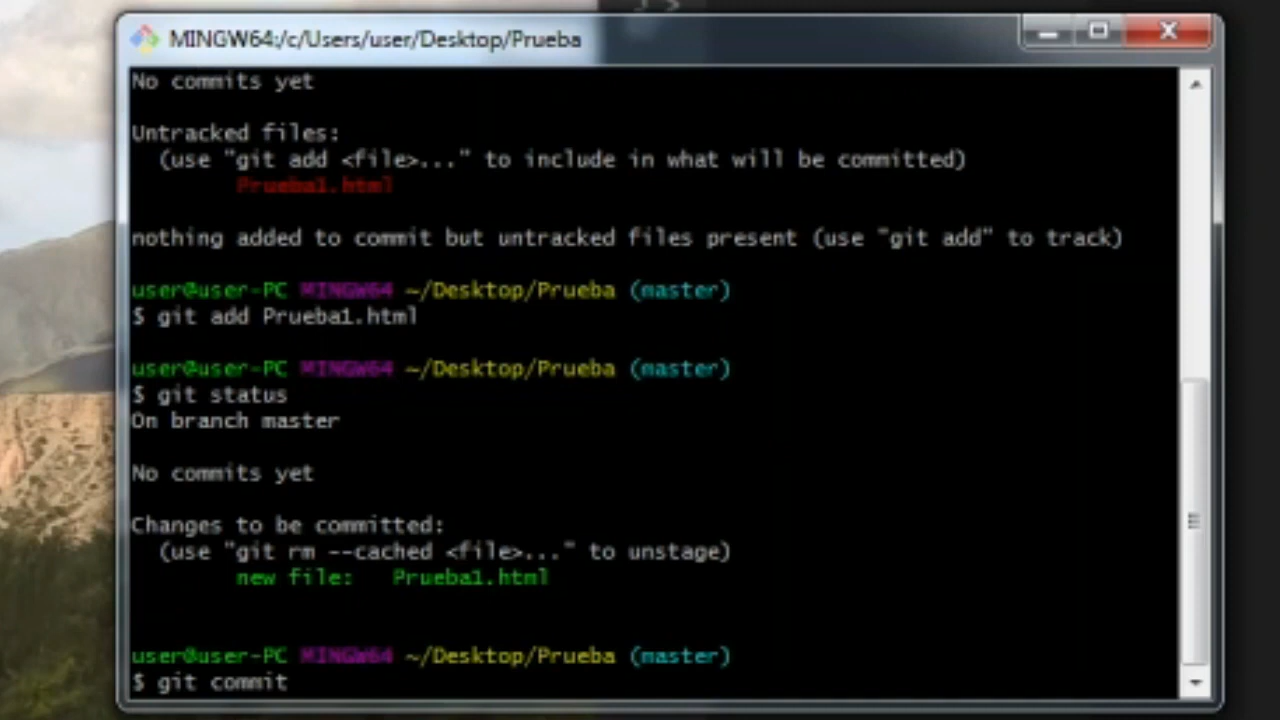 MINGW64:/c/Users/user/Desktop/Prueba
No commits yet
Untracked files:
(use "git add <file>..." to include in what will be committed)
Prueba1.html
nothing added to commit but untracked files present (use "git add" to track)
user@user-PC MINGW64 ~/Desktop/Prueba (master)
$ git add Prueba1.html
user@user-PC MINGW64 ~/Desktop/Prueba (master)
$ git status
On branch master
No commits yet
Changes to be committed:
(use "git rm --cached <file>..." to unstage)
new file:   Prueba1.html
user@user-PC MINGW64 ~/Desktop/Prueba (master)
$ git commit